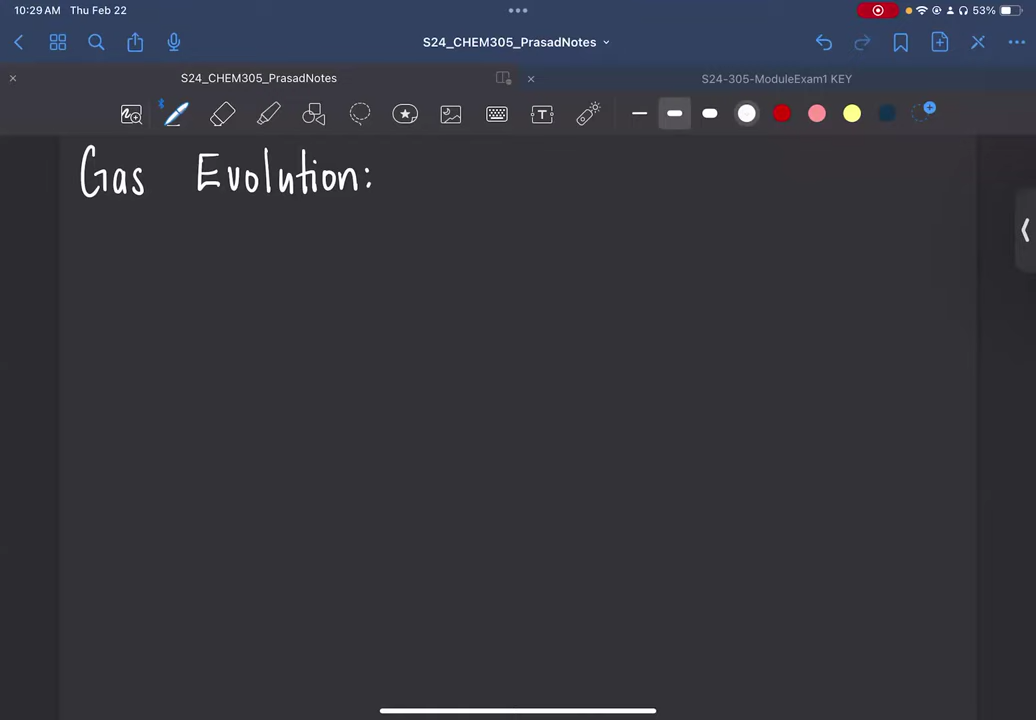 10:29 AM Thu Feb 22
53%
S24_CHEM305_PrasadNotes
S24_CHEM305_PrasadNotes
S24-305-ModuleExam1 KEY
Gas Evolution: